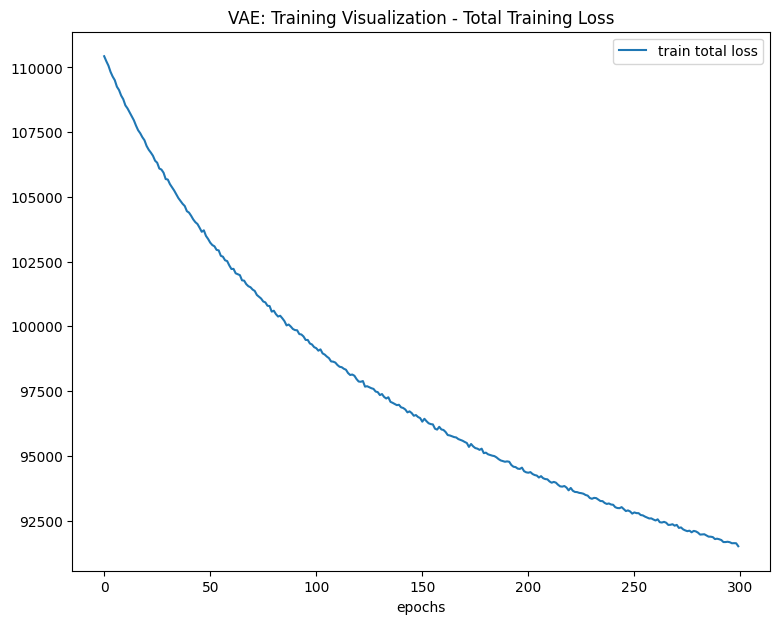 VAE: Training Visualization - Total Training Loss
train total loss
110000
107500
105000
102500
100000
97500
95000
92500
0 50 100 150 200 250 300
epochs